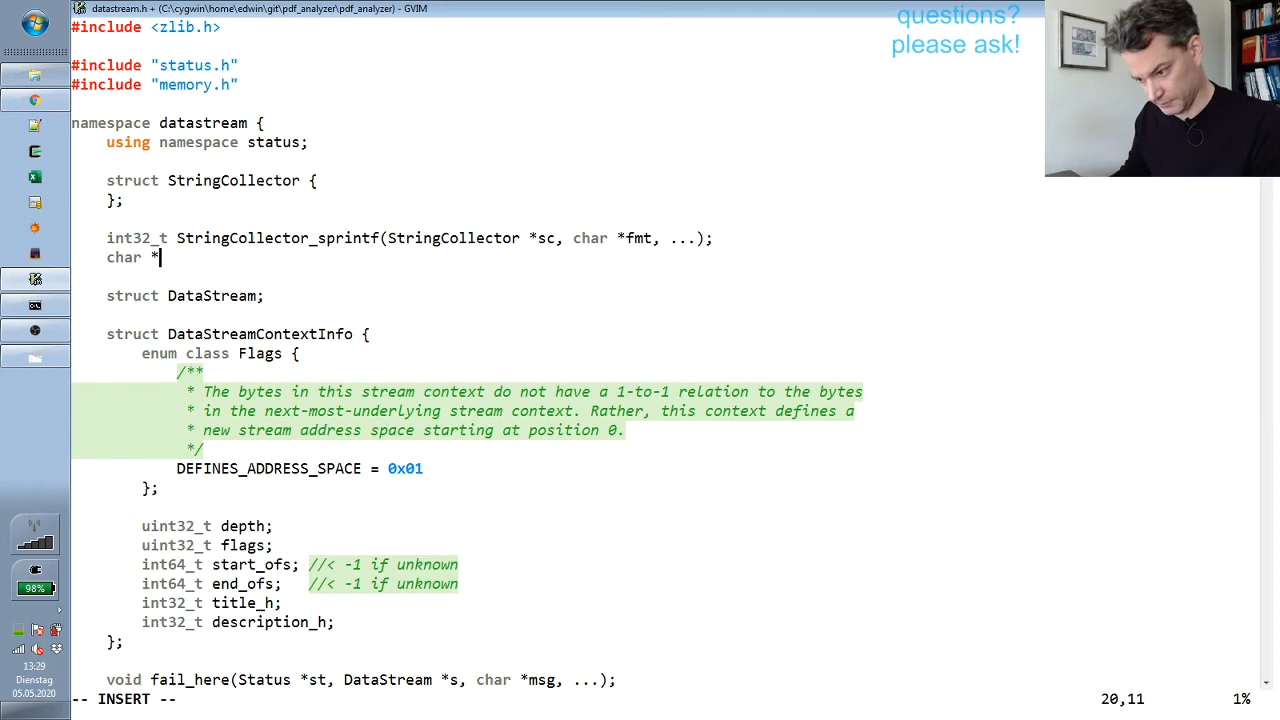 datastream.h + (C:\cygwin\home\edwin\git\pdf_analyzer\pdf_analyzer) - GVIM
questions?
please ask!
#include <zlib.h>
#include "status.h"
#include "memory.h"
namespace datastream {
using namespace status;
struct StringCollector {
};
int32_t StringCollector_sprintf(StringCollector *sc, char *fmt, ...);
char *
struct DataStream;
struct DataStreamContextInfo {
enum class Flags {
/**
* The bytes in this stream context do not have a 1-to-1 relation to the bytes
* in the next-most-underlying stream context. Rather, this context defines a
* new stream address space starting at position 0.
*/
DEFINES_ADDRESS_SPACE = 0x01
};
uint32_t depth;
uint32_t flags;
int64_t start_ofs; //< -1 if unknown
int64_t end_ofs; //< -1 if unknown
int32_t title_h;
int32_t description_h;
};
void fail_here(Status *st, DataStream *s, char *msg, ...);
-- INSERT --
20,11
1%
98%
13:29
Dienstag
05.05.2020